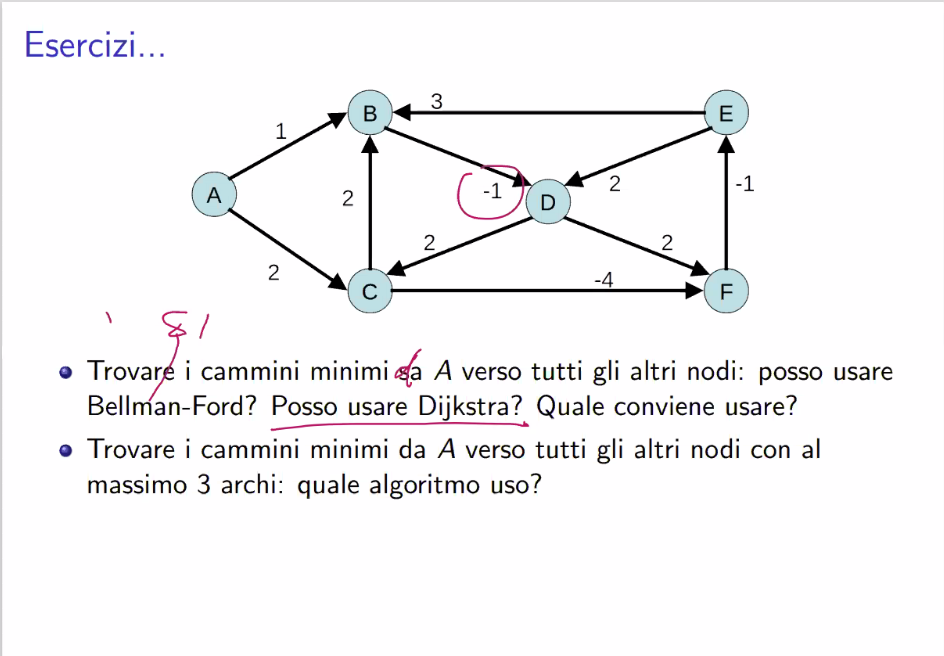 Esercizi...
B
3
E
1
A
2
-1
D
2
-1
2
2
2
C
-4
F
sì
Trovare i cammini minimi da A verso tutti gli altri nodi: posso usare
Bellman-Ford? Posso usare Dijkstra? Quale conviene usare?
Trovare i cammini minimi da A verso tutti gli altri nodi con al
massimo 3 archi: quale algoritmo uso?